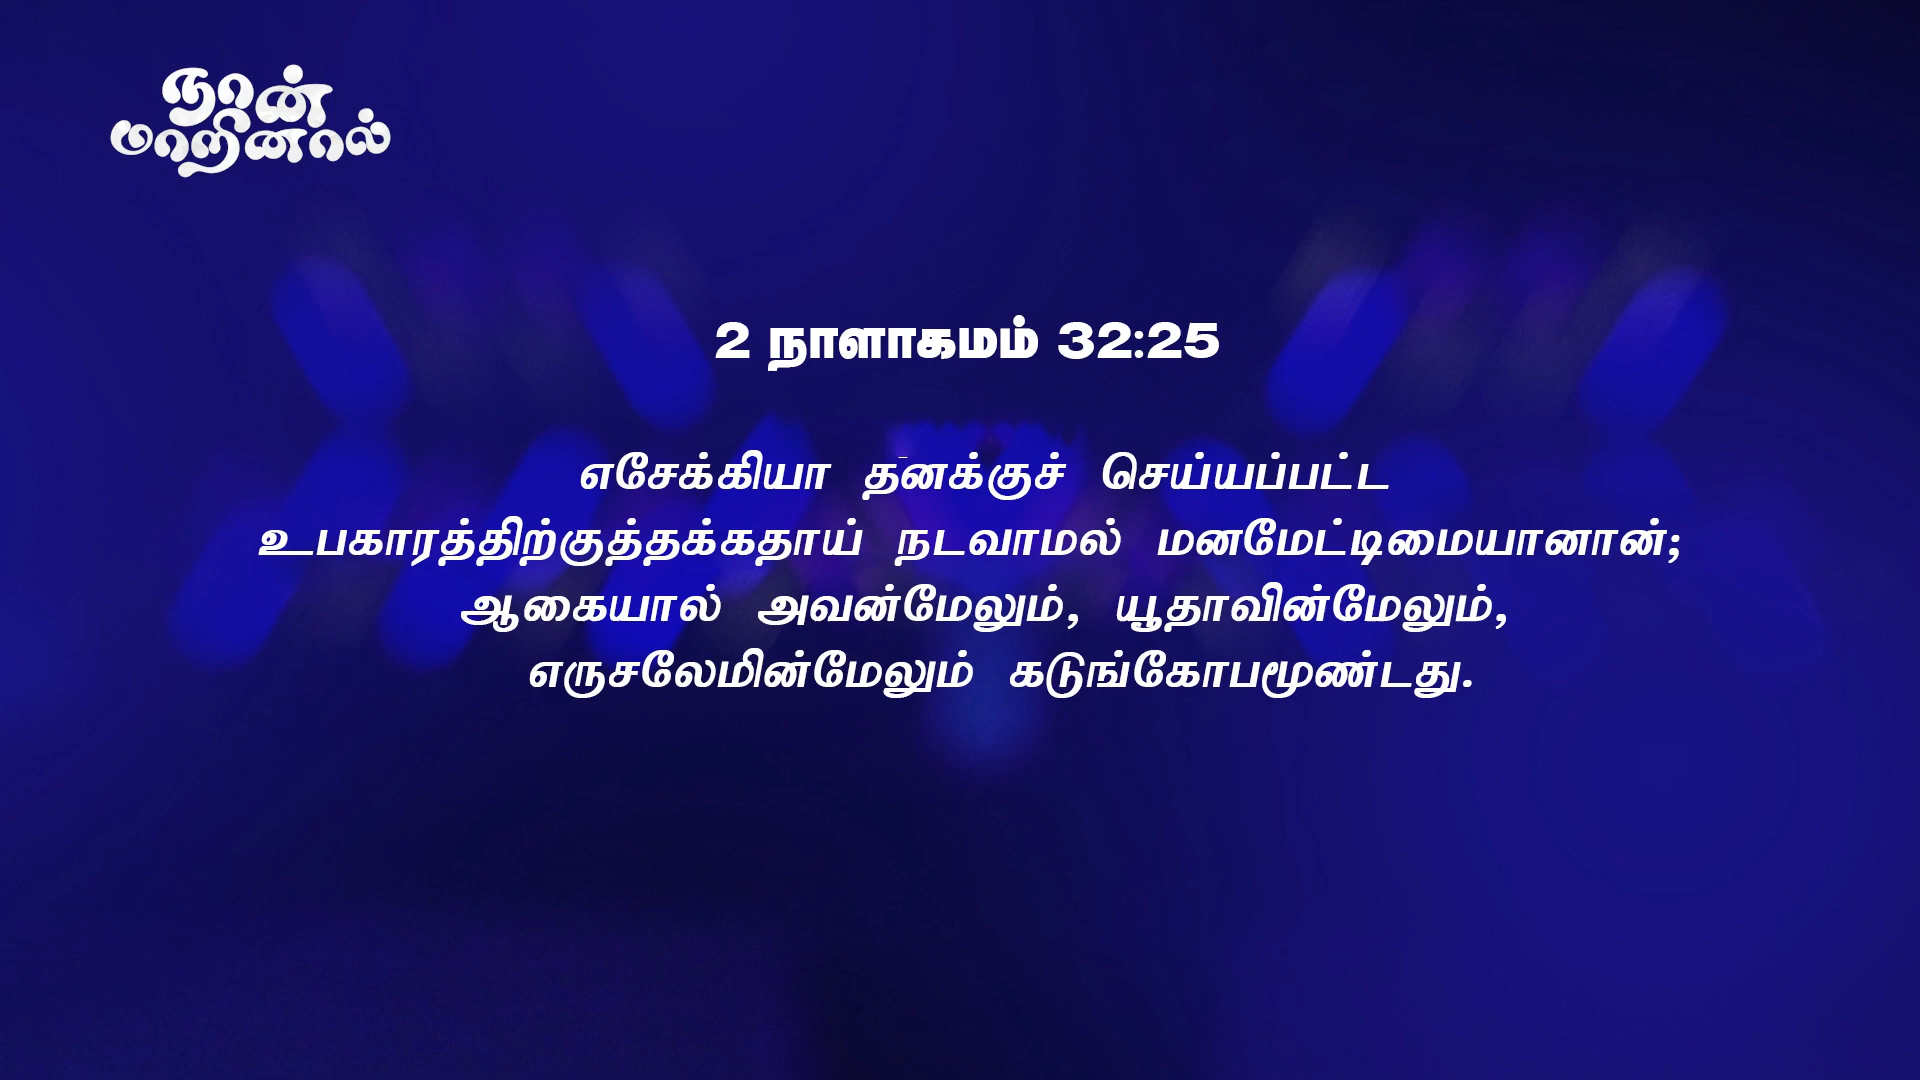 நான்
மாறினால்
2 நாளாகமம் 32:25
எசேக்கியா தனக்குச் செய்யப்பட்ட
உபகாரத்திற்குத்தக்கதாய் நடவாமல் மனமேட்டிமையானான்;
ஆகையால் அவன்மேலும், யூதாவின்மேலும்,
எருசலேமின்மேலும் கடுங்கோபமூண்டது.